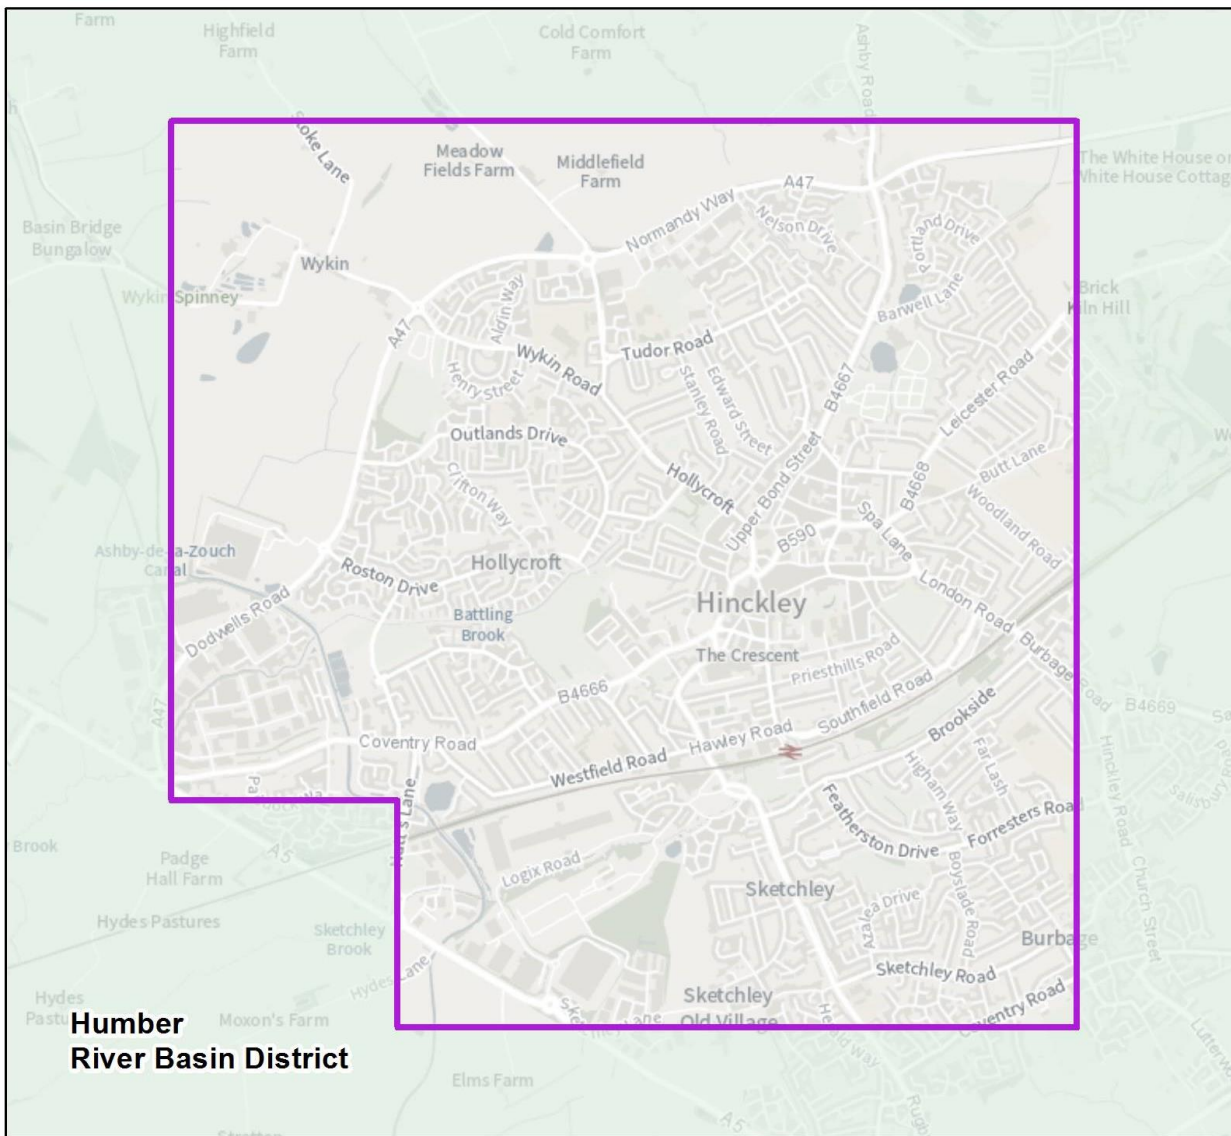 Farm
Highfield
Farm
Cold Comfort
Farm
Ashby Road
Stoke Lane
Meadow
Fields Farm
Middlefield
Farm
A47
The White House or
White House Cottag
Normandy Way
Nelson Drive
Portland Drive
Basin Bridge
Bungalow
Wykin
Wykin Spinney
Aldin Way
Barwell Lane
Brick
Kiln Hill
A47
Wykin Road
Tudor Road
Henry Street
Stanley Road
Edward Street
B4667
Leicester Road
Outlands Drive
Clifton Way
Hollycroft
Upper Bond Street
B4668
Butt Lane
Woodland Road
Spa Lane
B590
Ashby-de-la-Zouch
Canal
Roston Drive
Hollycroft
London Road
Dodwells Road
Battling
Brook
Hinckley
The Crescent
Priesthills Road
Burbage Road
B4666
A47
B4669
Coventry Road
Westfield Road
Hawley Road
Southfield Road
Brookside
Hinckley Road
Salisbury
Nutt's Lane
Higham Way
Far Lash
Featherston Drive
Forresters Road
Brook
A5
Padge
Hall Farm
Logix Road
Boyslade Road
Church Street
Sketchley
Azalea Drive
Hydes Pastures
Sketchley
Brook
Burbage
Sketchley Road
Hydes Lane
Hydes
Moxon's Farm
Sketchley
Old Village
Coventry Road
Humber
River Basin District
Elms Farm
A5